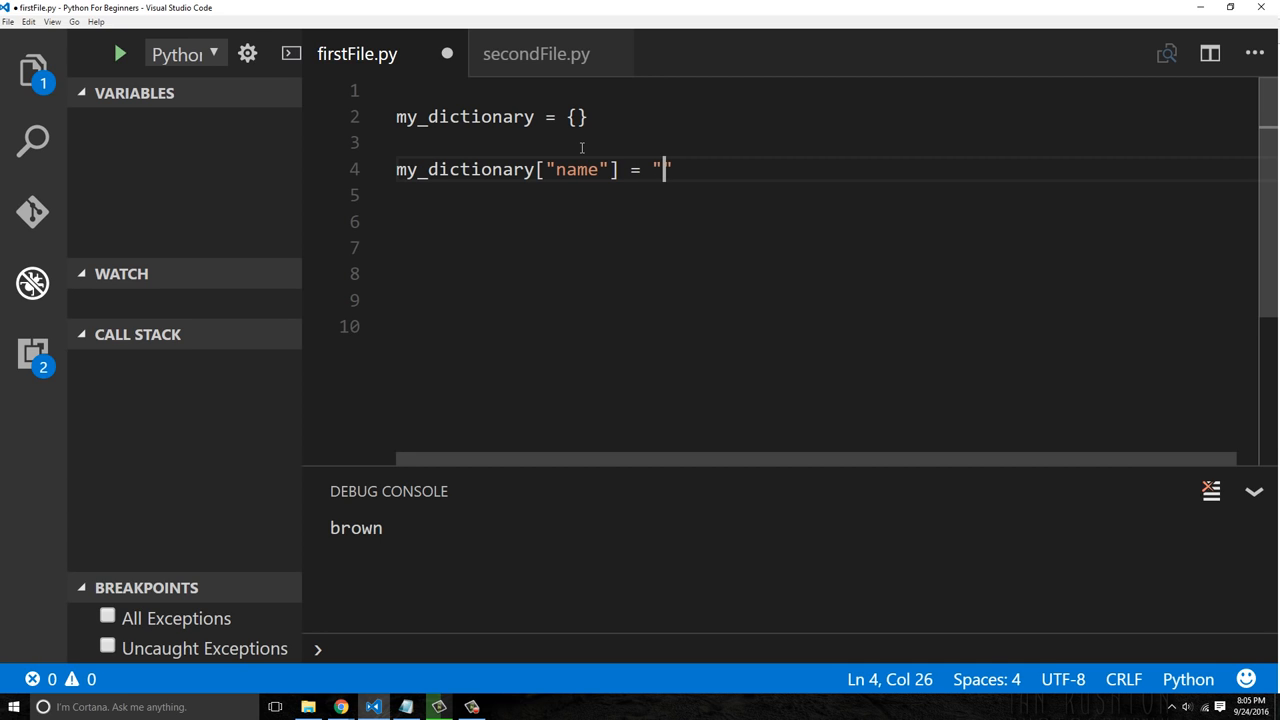 ● firstFile.py - Python For Beginners - Visual Studio Code
File Edit View Go Help
1
2
Python ▼
firstFile.py ●
secondFile.py
VARIABLES
WATCH
CALL STACK
BREAKPOINTS
All Exceptions
Uncaught Exceptions
1
2 my_dictionary = {}
3
4 my_dictionary["name"] = ""
5
6
7
8
9
10
DEBUG CONSOLE
brown
0 0
Ln 4, Col 26 Spaces: 4 UTF-8 CRLF Python
I'm Cortana. Ask me anything.
8:05 PM
9/24/2016